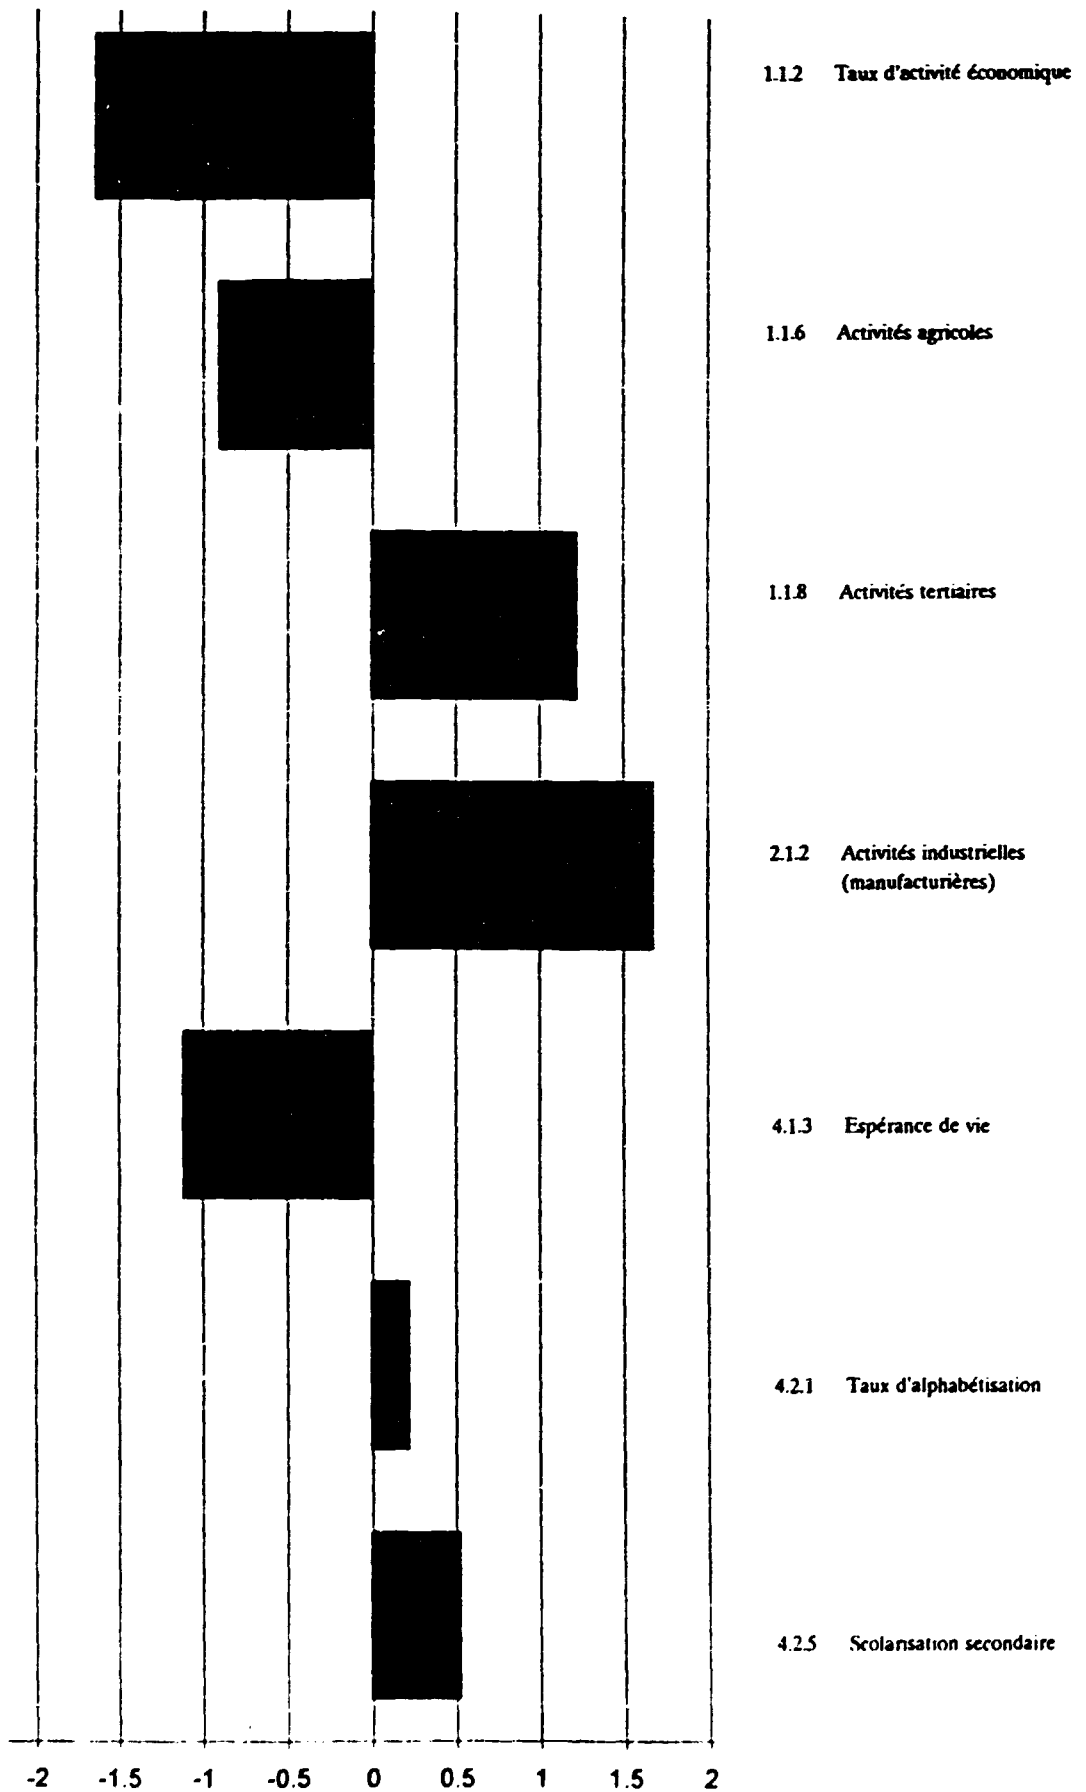 1.1.2 Taux d'activité économique
1.1.6 Activités agricoles
1.1.8 Activités tertiaires
2.1.2 Activités industrielles
(manufacturières)
4.1.3 Espérance de vie
4.2.1 Taux d'alphabétisation
4.2.5 Scolarisation secondaire
-2 -1.5 -1 -0.5 0 0.5 1 1.5 2